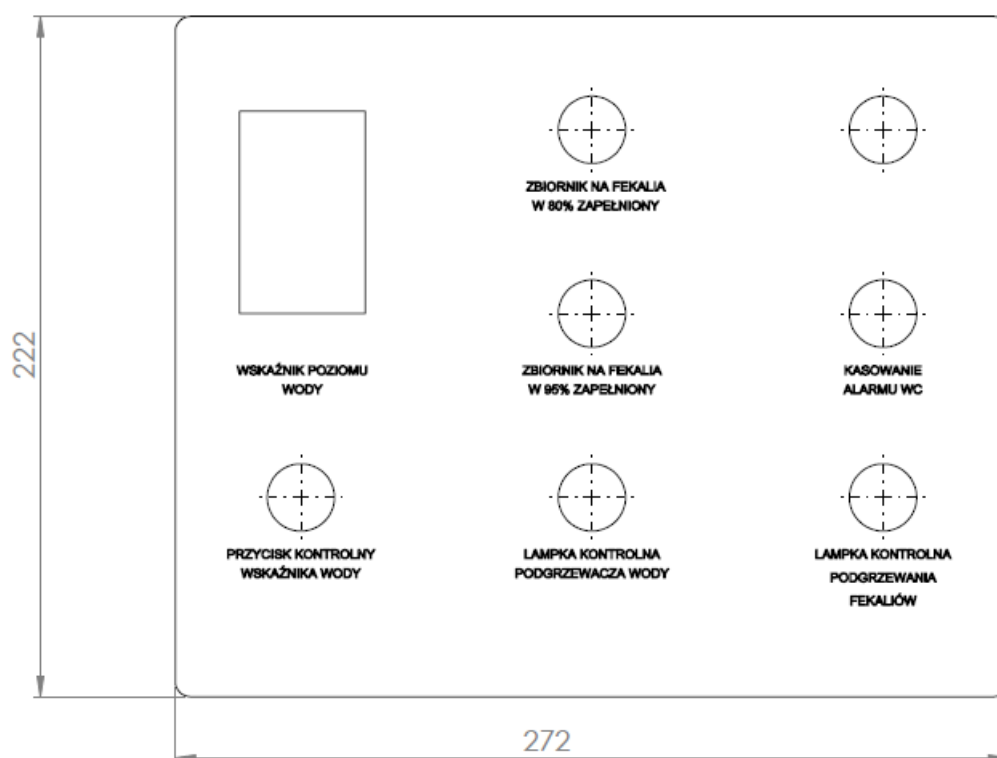 ZBIORNIK NA FEKALIA
W 80% ZAPEŁNIONY
222
WSKAŹNIK POZIOMU
WODY
ZBIORNIK NA FEKALIA
W 95% ZAPEŁNIONY
KASOWANIE
ALARMU WC
PRZYCISK KONTROLNY
WSKAŹNIKA WODY
LAMPKA KONTROLNA
PODGRZEWACZA WODY
LAMPKA KONTROLNA
PODGRZEWANIA
FEKALIÓW
272